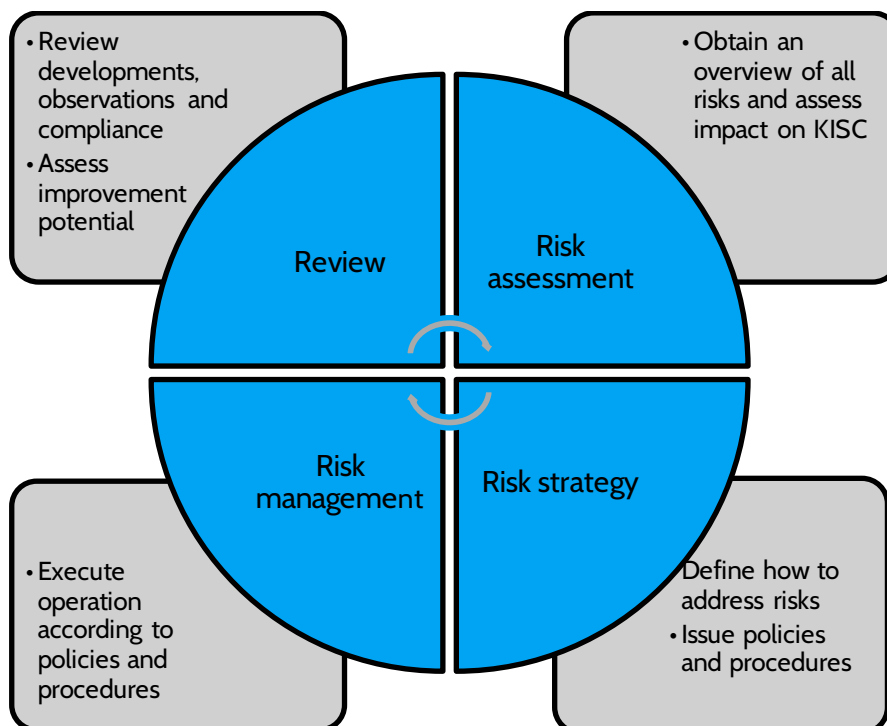 • Review
developments,
observations and
compliance
• Assess
improvement
potential
• Obtain an
overview of all
risks and assess
impact on KISC
Review
Risk
assessment
Risk
management
Risk strategy
• Execute
operation
according to
policies and
procedures
Define how to
address risks
• Issue policies
and procedures